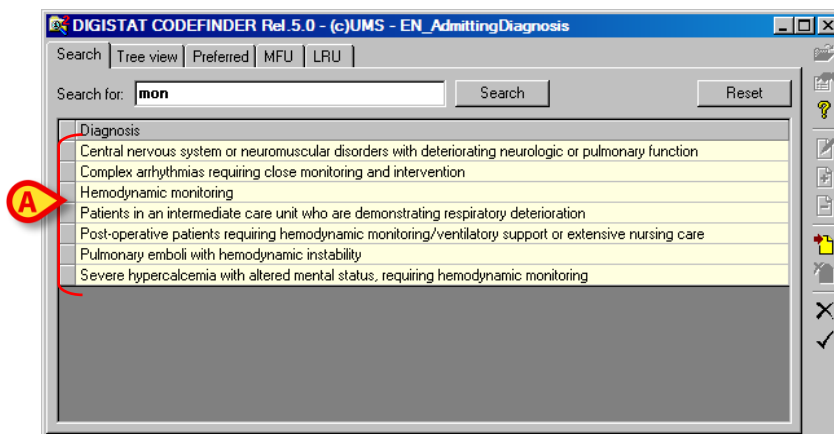 DIGISTAT CODEFINDER Rel.5.0 - (c)UMS - EN_AdmittingDiagnosis
Search Tree view Preferred MFU LRU
Search for: mon Search Reset
Diagnosis
Central nervous system or neuromuscular disorders with deteriorating neurologic or pulmonary function
Complex arrhythmias requiring close monitoring and intervention
Hemodynamic monitoring
A
Patients in an intermediate care unit who are demonstrating respiratory deterioration
Post-operative patients requiring hemodynamic monitoring/ventilatory support or extensive nursing care
Pulmonary emboli with hemodynamic instability
Severe hypercalcemia with altered mental status, requiring hemodynamic monitoring